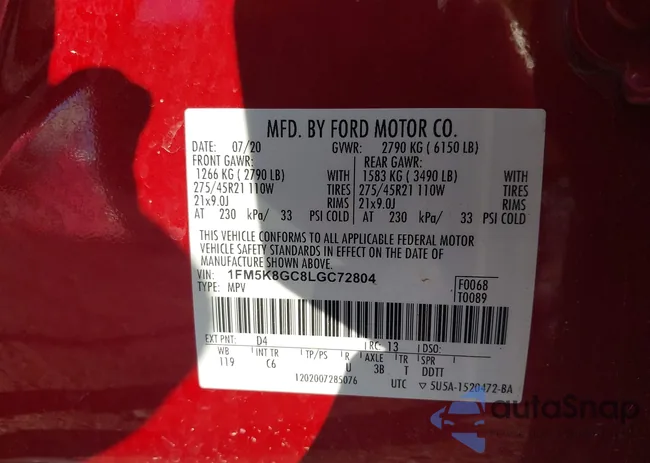 MFD. BY FORD MOTOR CO.
DATE: 07/20 GVWR: 2790 KG ( 6150 LB)
FRONT GAWR: REAR GAWR:
1266 KG ( 2790 LB) WITH 1583 KG ( 3490 LB) WITH
275/45R21 110W TIRES 275/45R21 110W TIRES
21x9.0J RIMS 21x9.0J RIMS
AT 230 kPa/ 33 PSI COLD AT 230 kPa/ 33 PSI COLD
THIS VEHICLE CONFORMS TO ALL APPLICABLE FEDERAL MOTOR
VEHICLE SAFETY STANDARDS IN EFFECT ON THE DATE OF
MANUFACTURE SHOWN ABOVE.
VIN: 1FM5K8GC8LGC72804 F0068
TYPE: MPV T0089
EXT PNT: D4 RC: 13 DSO:
WB INT TR TP/PS R AXLE TR SPR
119 C6 U 3B T DDTT
1202007285076 UTC ▽ 5U5A-1520472-BA
autoSnap